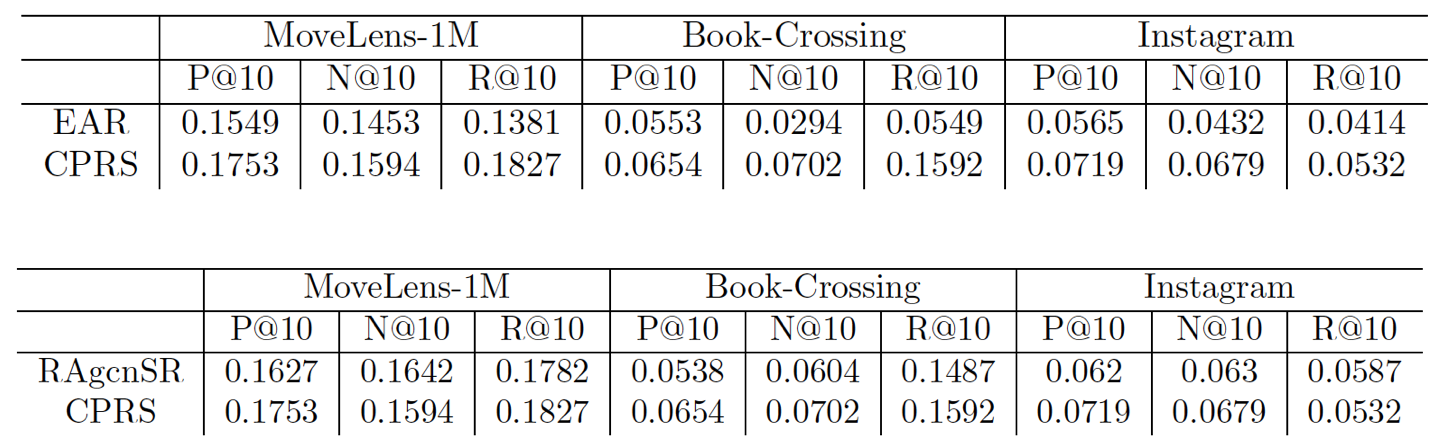 MoveLens-1M Book-Crossing Instagram
P@10 N@10 R@10 P@10 N@10 R@10 P@10 N@10 R@10
EAR 0.1549 0.1453 0.1381 0.0553 0.0294 0.0549 0.0565 0.0432 0.0414
CPRS 0.1753 0.1594 0.1827 0.0654 0.0702 0.1592 0.0719 0.0679 0.0532
MoveLens-1M Book-Crossing Instagram
P@10 N@10 R@10 P@10 N@10 R@10 P@10 N@10 R@10
RAgcnSR 0.1627 0.1642 0.1782 0.0538 0.0604 0.1487 0.062 0.063 0.0587
CPRS 0.1753 0.1594 0.1827 0.0654 0.0702 0.1592 0.0719 0.0679 0.0532